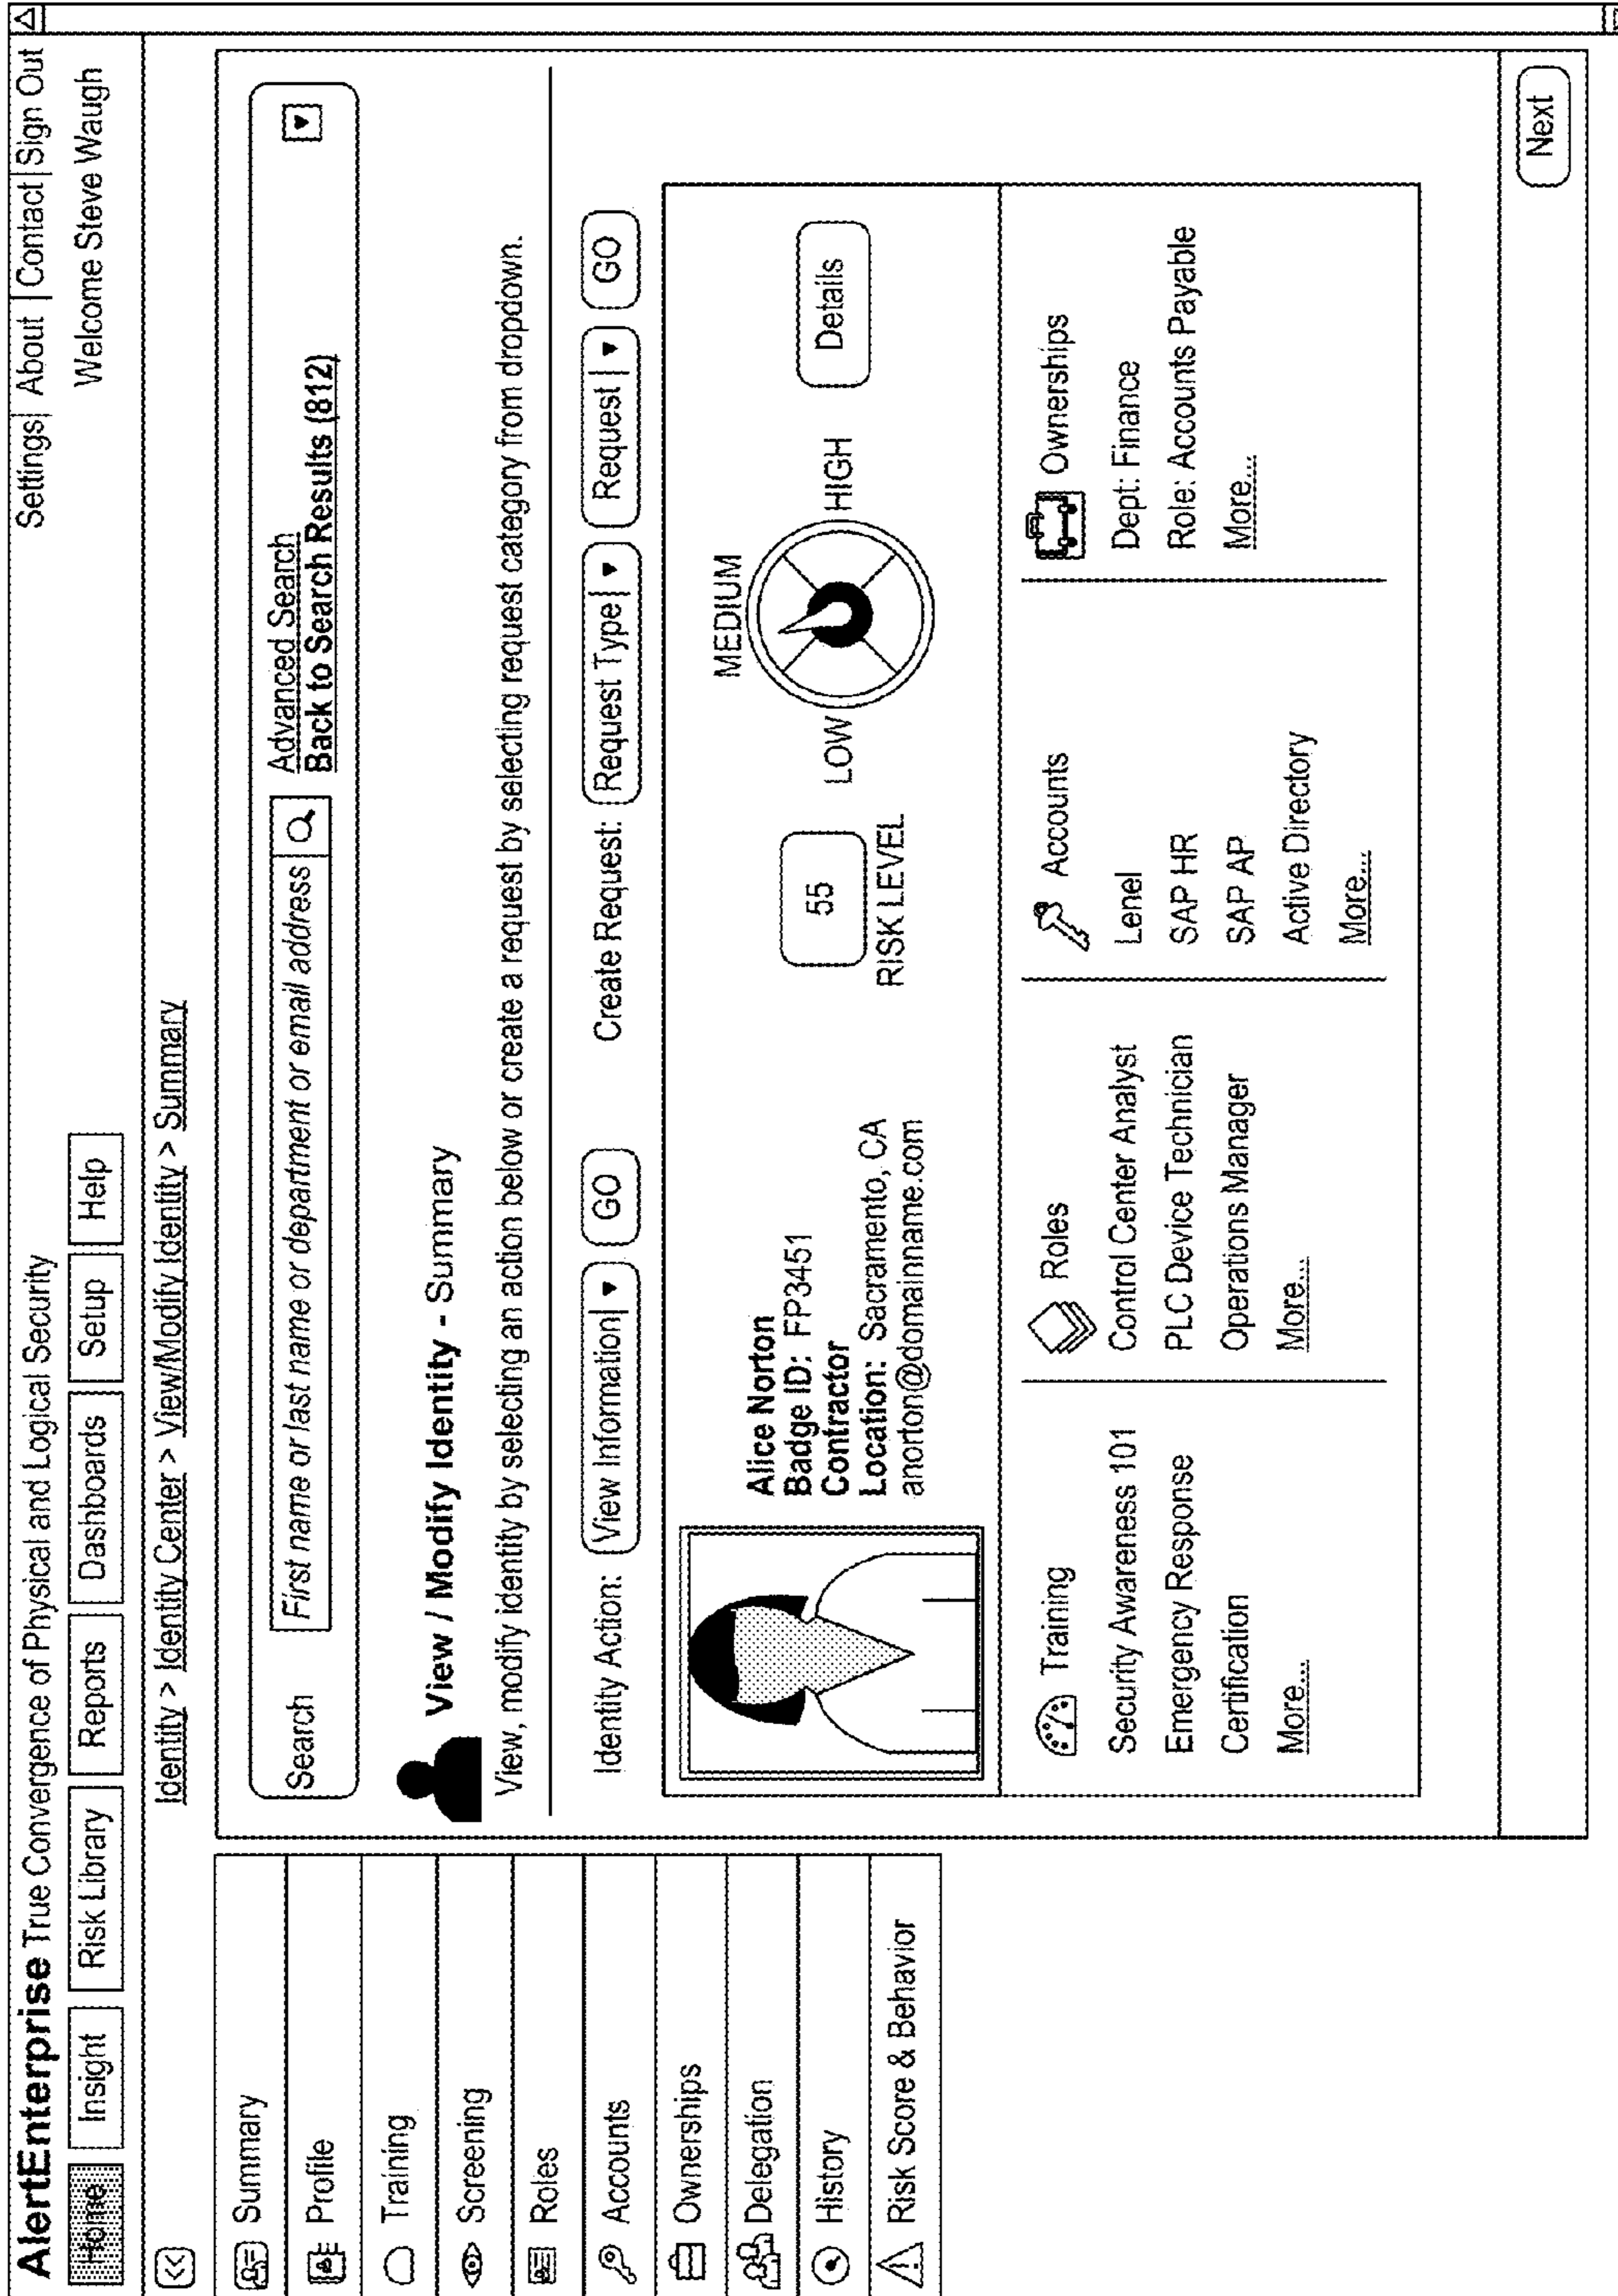 AlertEnterprise True Convergence of Physical and Logical Security
Settings| About |Contact|Sign Out
Home Insight Risk Library Reports Dashboards Setup Help
Welcome Steve Waugh
<< Identity > Identity Center > View/Modify Identity > Summary
Summary
Profile
Training
Screening
Roles
Accounts
Ownerships
Delegation
History
Risk Score & Behavior
Search First name or last name or department or email address Advanced Search
Back to Search Results (812)
View / Modify Identity - Summary
View, modify identity by selecting an action below or create a request by selecting request category from dropdown.
Identity Action: View Information GO Create Request: Request Type Request GO
Alice Norton
Badge ID: FP3451
Contractor
Location: Sacramento, CA
anorton@domainname.com
55
RISK LEVEL
LOW MEDIUM HIGH
Details
Training
Security Awareness 101
Emergency Response
Certification
More...
Roles
Control Center Analyst
PLC Device Technician
Operations Manager
More...
Accounts
Lenel
SAP HR
SAP AP
Active Directory
More...
Ownerships
Dept: Finance
Role: Accounts Payable
More...
Next